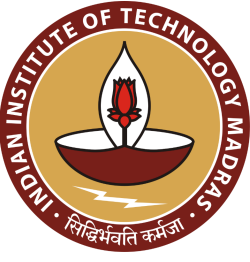 · INDIAN INSTITUTE OF TECHNOLOGY MADRAS ·
सिद्धिर्भवति कर्मजा